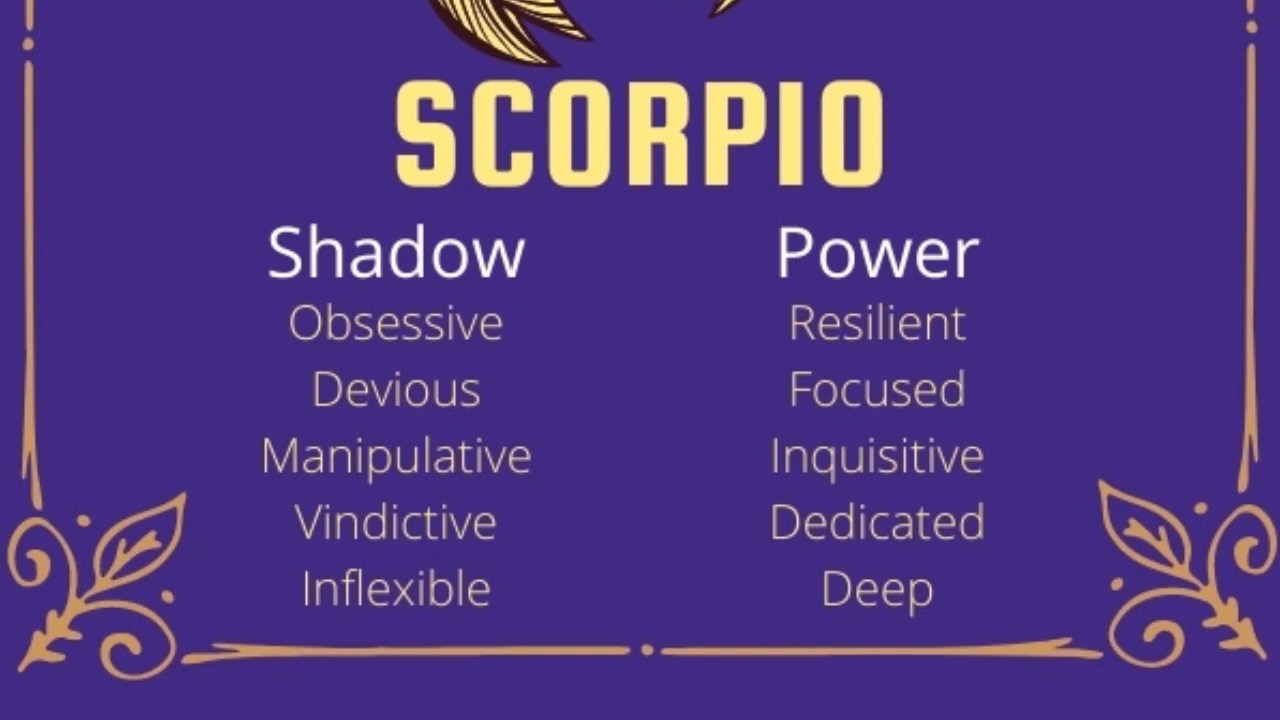 SCORPIO
Shadow
Obsessive
Devious
Manipulative
Vindictive
Inflexible
Power
Resilient
Focused
Inquisitive
Dedicated
Deep